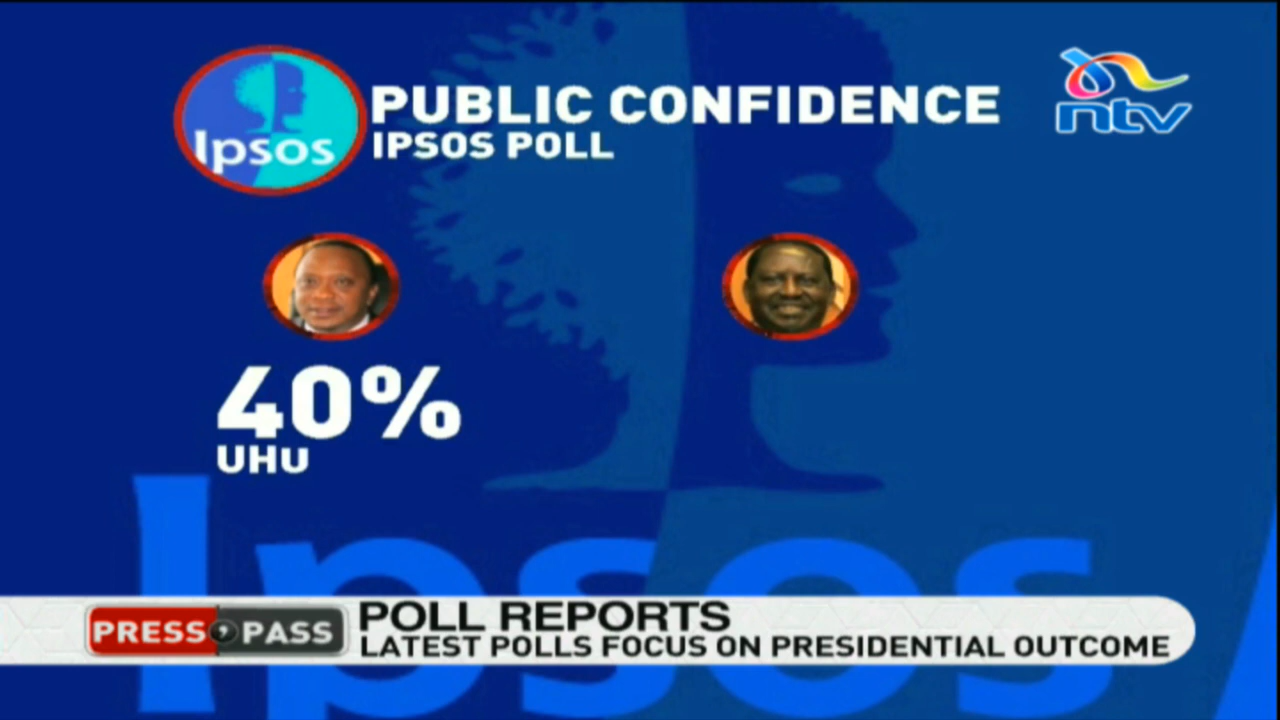 Ipsos
PUBLIC CONFIDENCE
IPSOS POLL
ntv
40%
UHU
Ipsos
PRESS PASS
POLL REPORTS
LATEST POLLS FOCUS ON PRESIDENTIAL OUTCOME